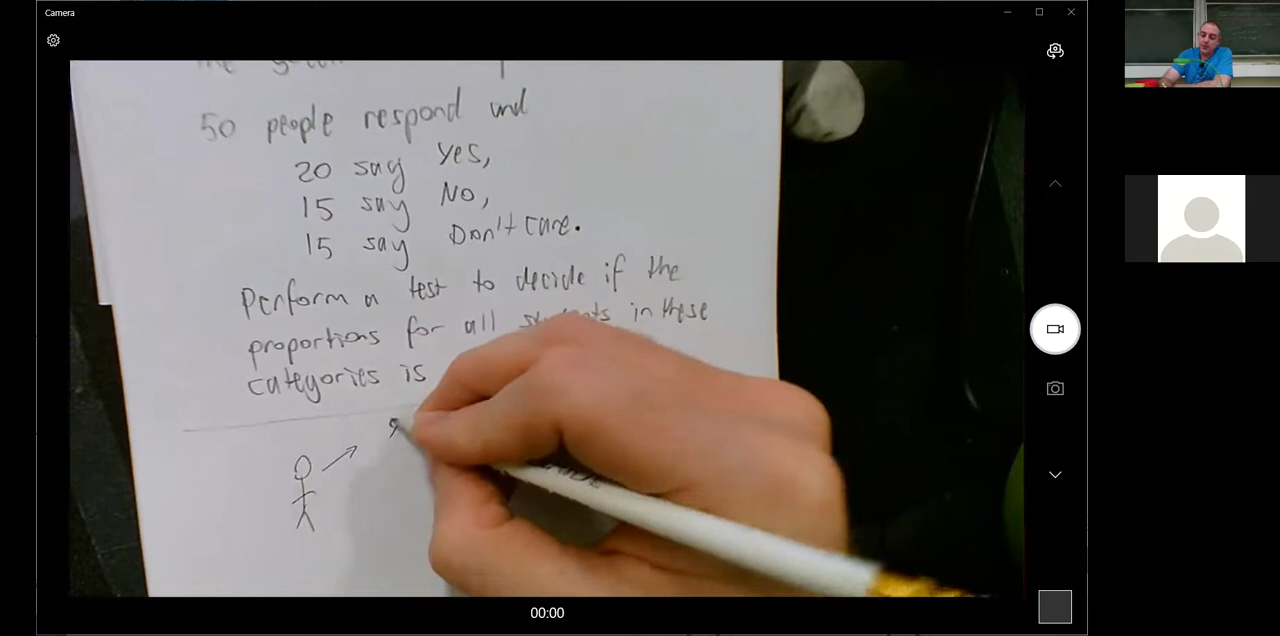 Camera
50 people respond and
20 say Yes,
15 say No,
15 say Don't care.
Perform a test to decide if the
proportions for all students in these
categories is
00:00